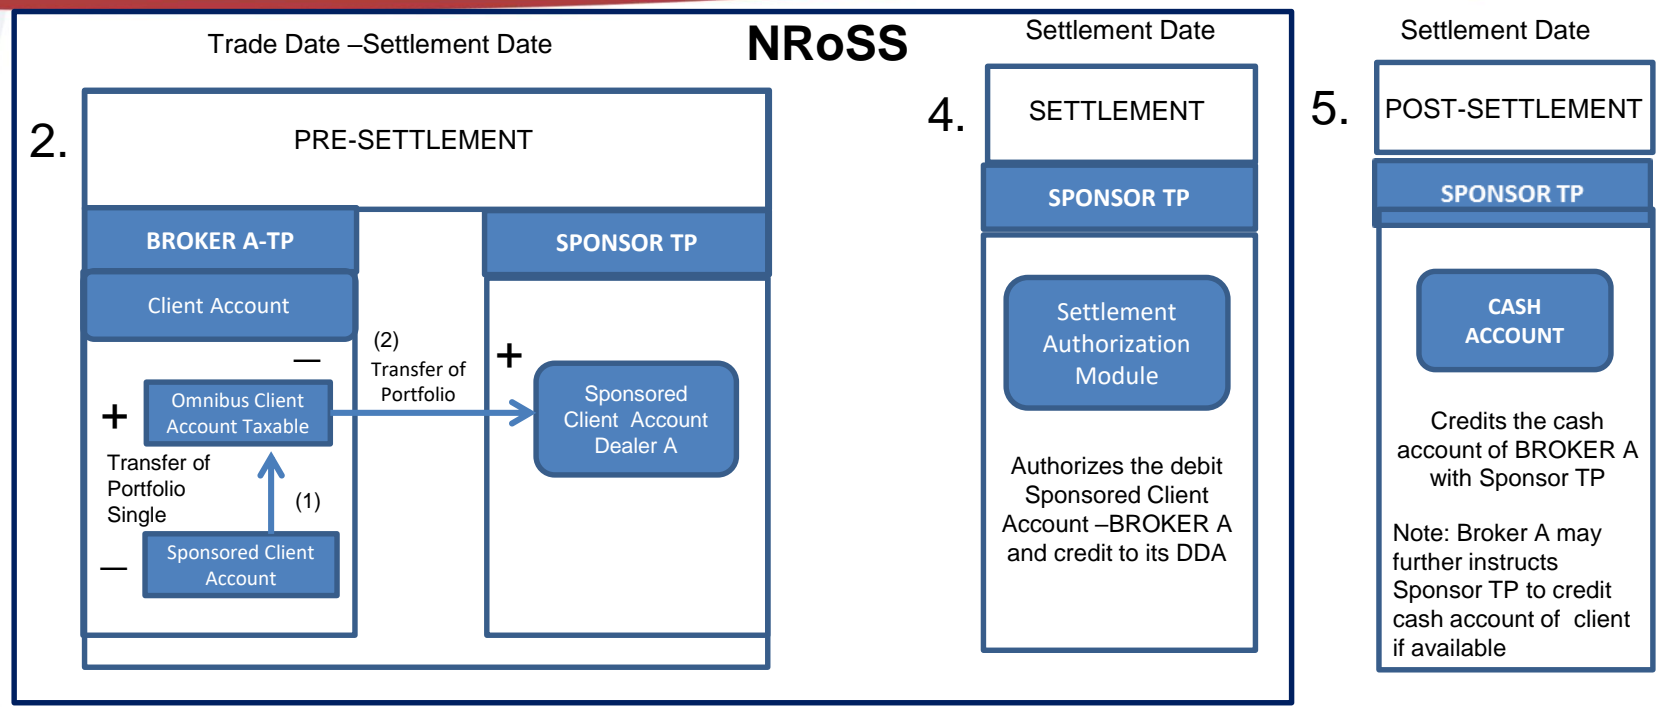 Trade Date –Settlement Date
NRoSS
Settlement Date
Settlement Date
2.
PRE-SETTLEMENT
BROKER A-TP
SPONSOR TP
Client Account
(2)
Transfer of
Portfolio
—
+
+
Omnibus Client
Account Taxable
Sponsored
Client Account
Dealer A
Transfer of
Portfolio
Single
(1)
—
Sponsored Client
Account
4.
SETTLEMENT
SPONSOR TP
Settlement
Authorization
Module
Authorizes the debit
Sponsored Client
Account –BROKER A
and credit to its DDA
5.
POST-SETTLEMENT
SPONSOR TP
CASH
ACCOUNT
Credits the cash
account of BROKER A
with Sponsor TP
Note: Broker A may
further instructs
Sponsor TP to credit
cash account of client
if available